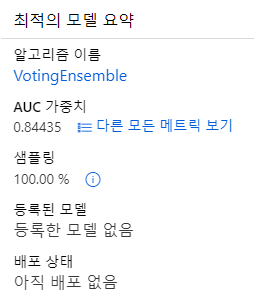 최적의 모델 요약
알고리즘 이름
VotingEnsemble
AUC 가중치
0.84435 다른 모든 메트릭 보기
샘플링
100.00 %
등록된 모델
등록한 모델 없음
배포 상태
아직 배포 없음